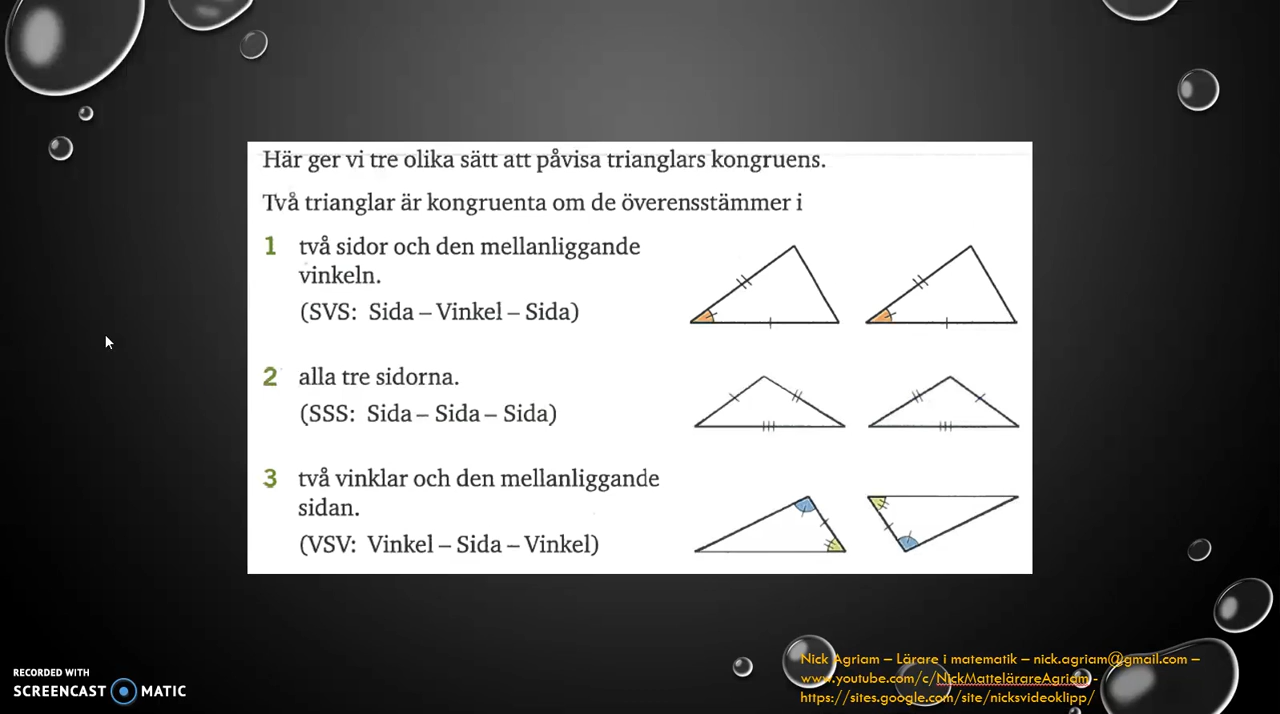 Här ger vi tre olika sätt att påvisa trianglars kongruens.
Två trianglar är kongruenta om de överensstämmer i
1 två sidor och den mellanliggande
vinkeln.
(SVS: Sida – Vinkel – Sida)
2 alla tre sidorna.
(SSS: Sida – Sida – Sida)
3 två vinklar och den mellanliggande
sidan.
(VSV: Vinkel – Sida – Vinkel)
Nick Agriam – Lärare i matematik – nick.agriam@gmail.com –
www.youtube.com/c/NickMattelärareAgriam -
https://sites.google.com/site/nicksvideoklipp/
RECORDED WITH
SCREENCAST MATIC